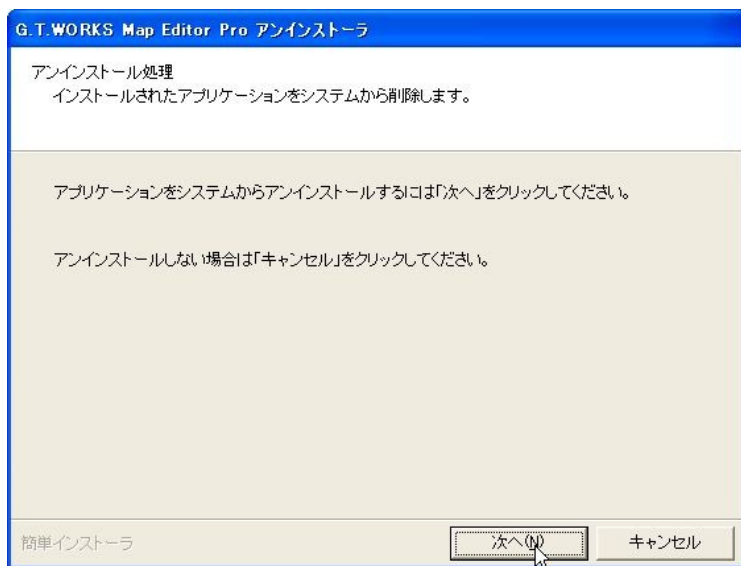 G.T.WORKS Map Editor Pro アンインストーラ
アンインストール処理
インストールされたアプリケーションをシステムから削除します。
アプリケーションをシステムからアンインストールするには「次へ」をクリックしてください。
アンインストールしない場合は「キャンセル」をクリックしてください。
簡単インストーラ
次へ(N)
キャンセル